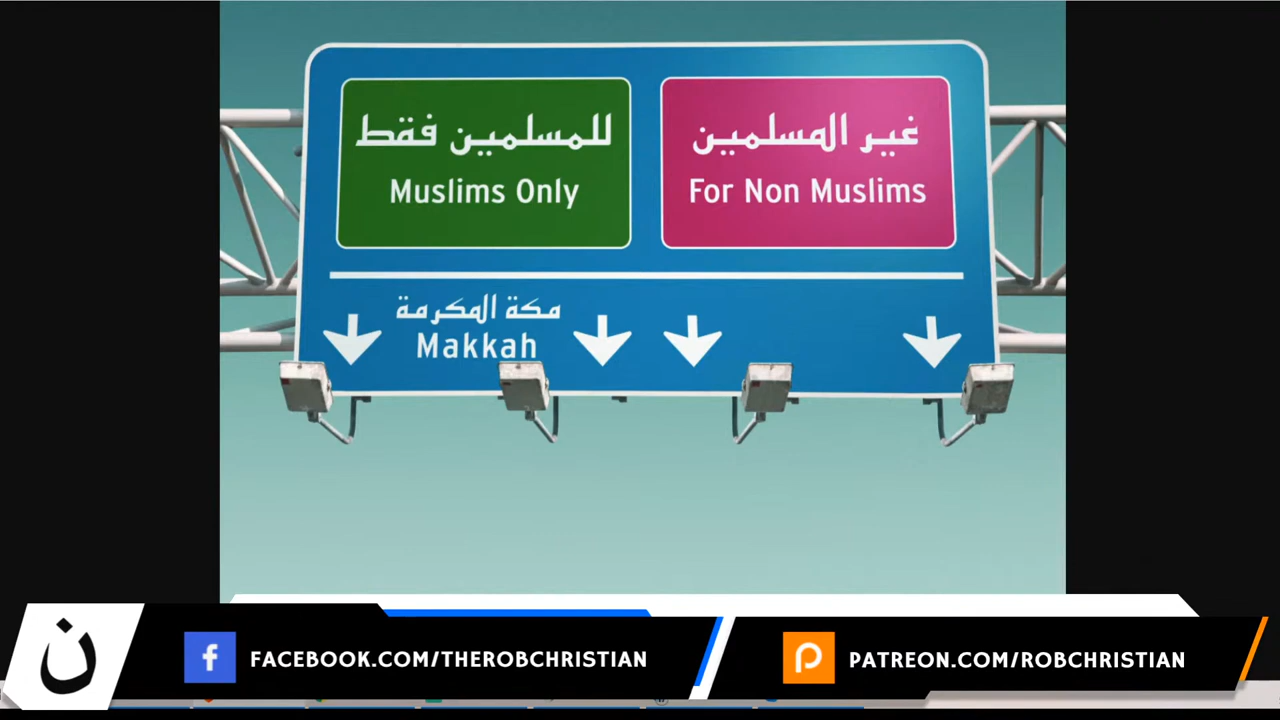 للمسلمين فقط
Muslims Only
غير المسلمين
For Non Muslims
مكة المكرمة
Makkah
ن
FACEBOOK.COM/THEROBCHRISTIAN
PATREON.COM/ROBCHRISTIAN